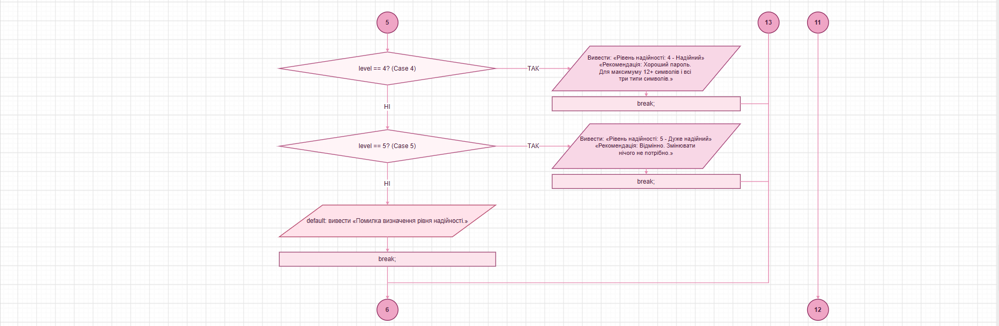 5
13
11
level == 4? (Case 4)
ТАК
Вивести: «Рівень надійності: 4 - Надійний»
«Рекомендація: Хороший пароль.
Для максимуму 12+ символів і всі
три типи символів.»
break;
НІ
level == 5? (Case 5)
ТАК
Вивести: «Рівень надійності: 5 - Дуже надійний»
«Рекомендація: Відмінно. Змінювати
нічого не потрібно.»
break;
НІ
default: вивести «Помилка визначення рівня надійності.»
break;
6
12